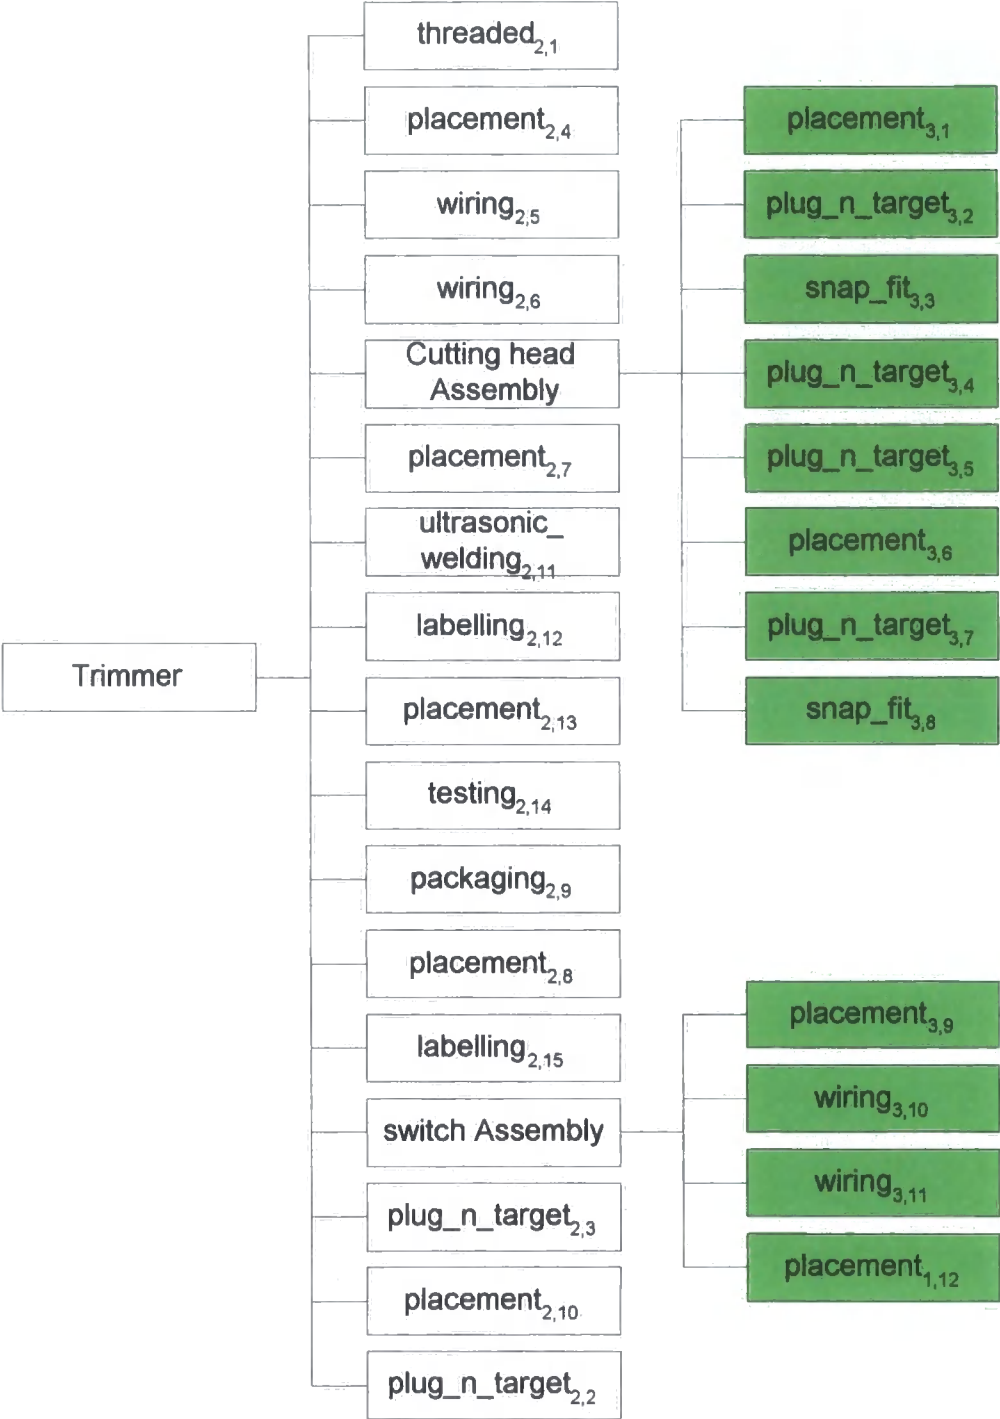 Trimmer
threaded2,1
placement2,4
wiring2,5
wiring2,6
Cutting head
Assembly
placement2,7
ultrasonic_
welding2,11
labelling2,12
placement2,13
testing2,14
packaging2,9
placement2,8
labelling2,15
switch Assembly
plug_n_target2,3
placement2,10
plug_n_target2,2
placement3,1
plug_n_target3,2
snap_fit3,3
plug_n_target3,4
plug_n_target3,5
placement3,6
plug_n_target3,7
snap_fit3,8
placement3,9
wiring3,10
wiring3,11
placement1,12